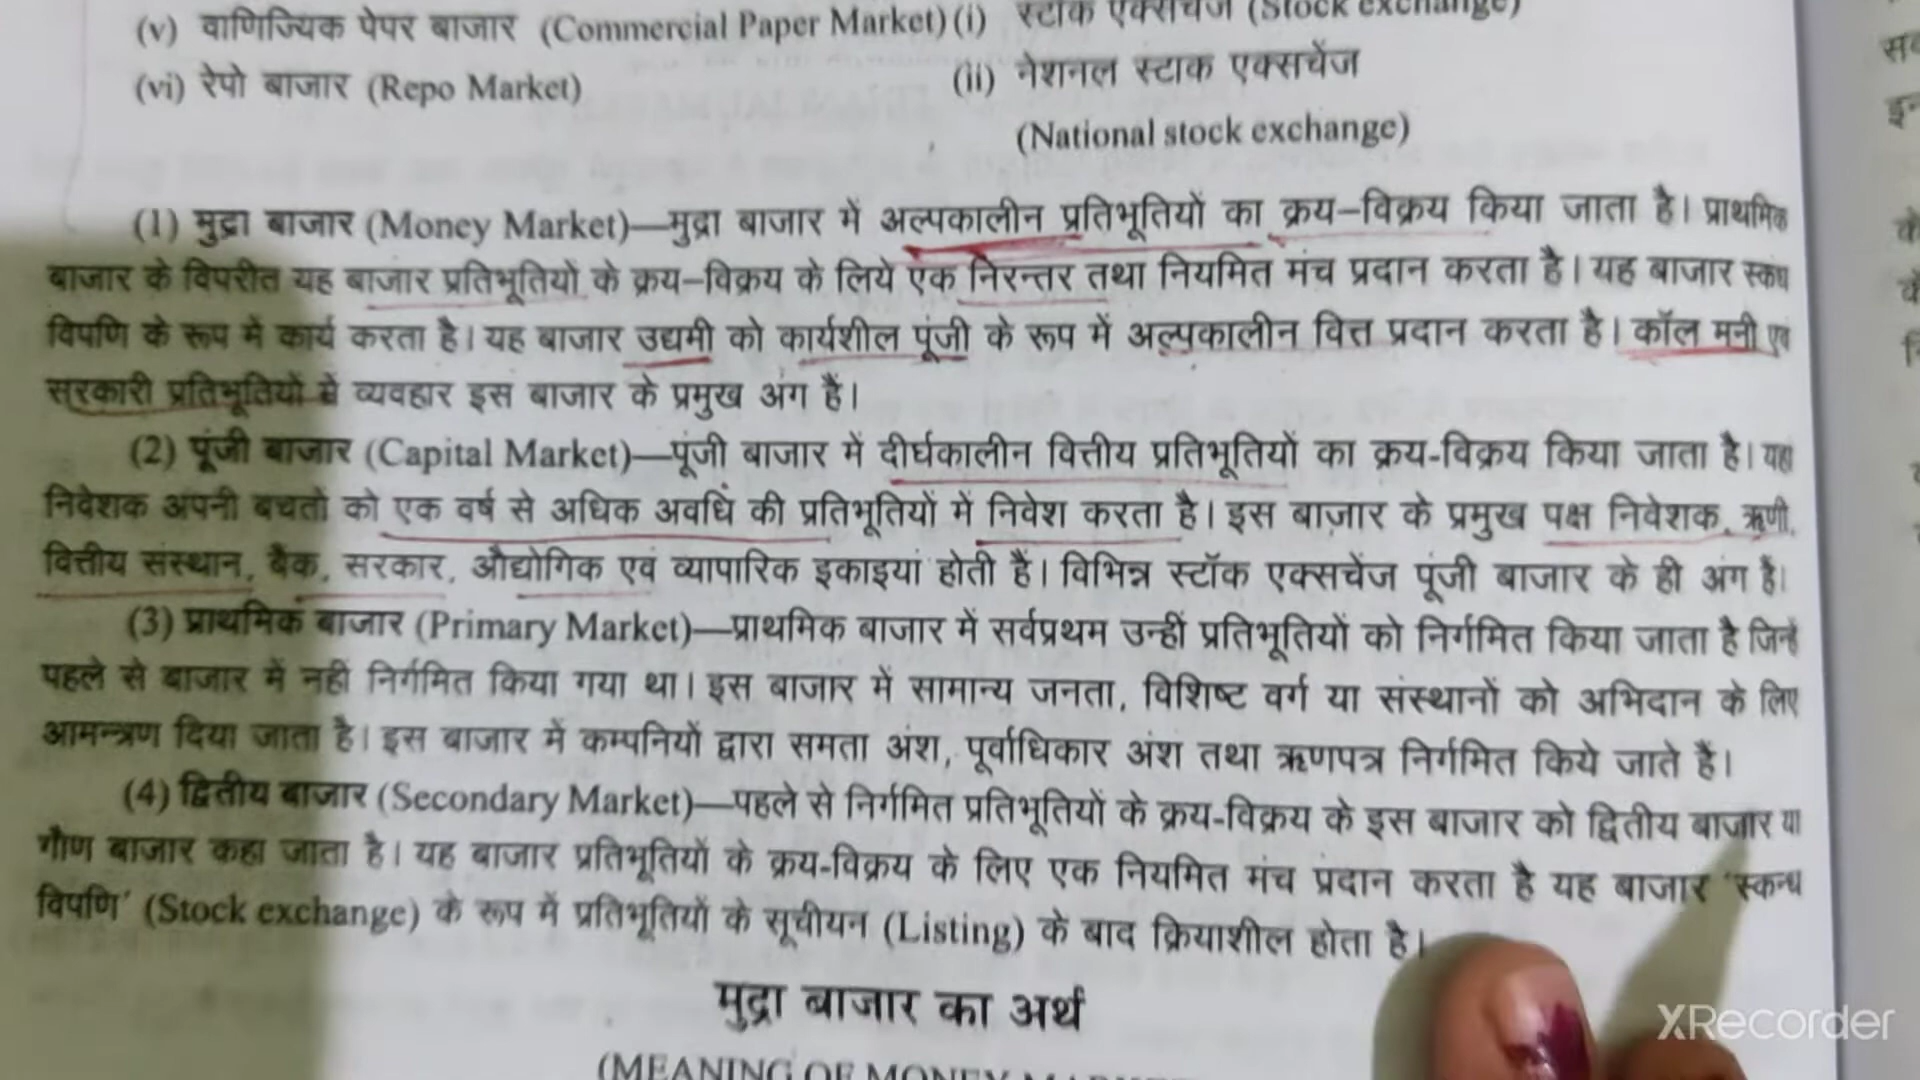 (v) वाणिज्यिक पेपर बाजार (Commercial Paper Market) (i) स्टाक एक्सचेंज (Stock exchange)
(vi) रेपो बाजार (Repo Market) (ii) नेशनल स्टाक एक्सचेंज
(National stock exchange)
(1) मुद्रा बाजार (Money Market)—मुद्रा बाजार में अल्पकालीन प्रतिभूतियों का क्रय-विक्रय किया जाता है। प्राथमिक
बाजार के विपरीत यह बाजार प्रतिभूतियों के क्रय-विक्रय के लिये एक निरन्तर तथा नियमित मंच प्रदान करता है। यह बाजार स्कंध
विपणि के रूप में कार्य करता है। यह बाजार उद्यमी को कार्यशील पूंजी के रूप में अल्पकालीन वित्त प्रदान करता है। कॉल मनी एवं
सरकारी प्रतिभूतियों में व्यवहार इस बाजार के प्रमुख अंग हैं।
(2) पूंजी बाजार (Capital Market)—पूंजी बाजार में दीर्घकालीन वित्तीय प्रतिभूतियों का क्रय-विक्रय किया जाता है। यहा
निवेशक अपनी बचतों को एक वर्ष से अधिक अवधि की प्रतिभूतियों में निवेश करता है। इस बाज़ार के प्रमुख पक्ष निवेशक, ऋणी,
वित्तीय संस्थान, बैंक, सरकार, औद्योगिक एवं व्यापारिक इकाइयां होती हैं। विभिन्न स्टॉक एक्सचेंज पूंजी बाजार के ही अंग हैं।
(3) प्राथमिक बाजार (Primary Market)—प्राथमिक बाजार में सर्वप्रथम उन्हीं प्रतिभूतियों को निर्गमित किया जाता है जिन्हें
पहले से बाजार में नहीं निर्गमित किया गया था। इस बाजार में सामान्य जनता, विशिष्ट वर्ग या संस्थानों को अभिदान के लिए
आमन्त्रण दिया जाता है। इस बाजार में कम्पनियों द्वारा समता अंश, पूर्वाधिकार अंश तथा ऋणपत्र निर्गमित किये जाते है।
(4) द्वितीय बाजार (Secondary Market)—पहले से निर्गमित प्रतिभूतियों के क्रय-विक्रय के इस बाजार को द्वितीय बाजार या
गौण बाजार कहा जाता है। यह बाजार प्रतिभूतियों के क्रय-विक्रय के लिए एक नियमित मंच प्रदान करता है यह बाजार 'स्कन्ध
विपणि' (Stock exchange) के रूप में प्रतिभूतियों के सूचीयन (Listing) के बाद क्रियाशील होता है।
मुद्रा बाजार का अर्थ
(MEANING OF MONEY
XRecorder